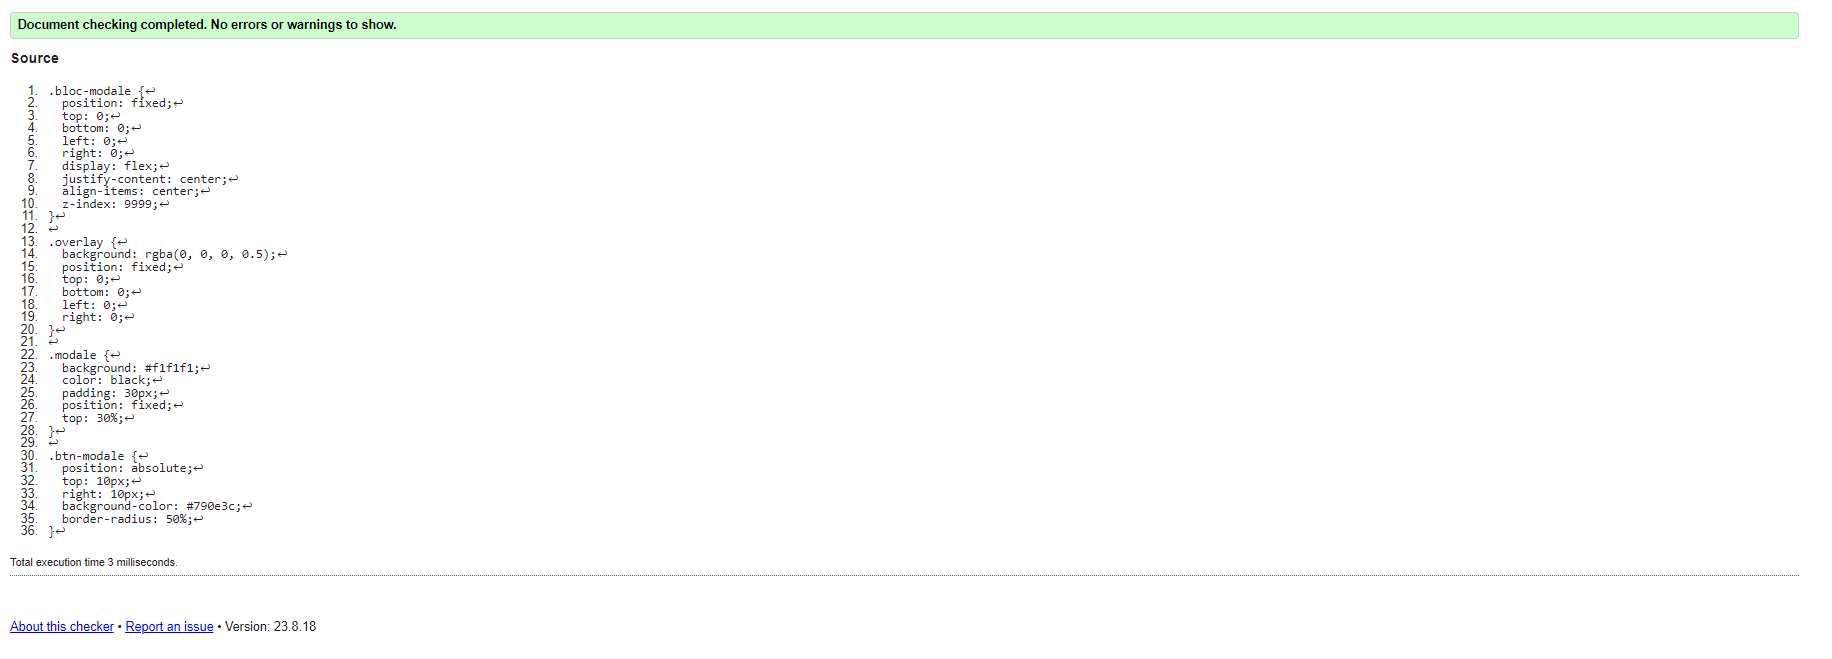 Document checking completed. No errors or warnings to show.
Source
1. .bloc-modale {↩
2. position: fixed;↩
3. top: 0;↩
4. bottom: 0;↩
5. left: 0;↩
6. right: 0;↩
7. display: flex;↩
8. justify-content: center;↩
9. align-items: center;↩
10. z-index: 9999;↩
11. }↩
12. ↩
13. .overlay {↩
14. background: rgba(0, 0, 0, 0.5);↩
15. position: fixed;↩
16. top: 0;↩
17. bottom: 0;↩
18. left: 0;↩
19. right: 0;↩
20. }↩
21. ↩
22. .modale {↩
23. background: #f1f1f1;↩
24. color: black;↩
25. padding: 30px;↩
26. position: fixed;↩
27. top: 30%;↩
28. }↩
29. ↩
30. .btn-modale {↩
31. position: absolute;↩
32. top: 10px;↩
33. right: 10px;↩
34. background-color: #790e3c;↩
35. border-radius: 50%;↩
36. }↩
Total execution time 3 milliseconds.
About this checker • Report an issue • Version: 23.8.18